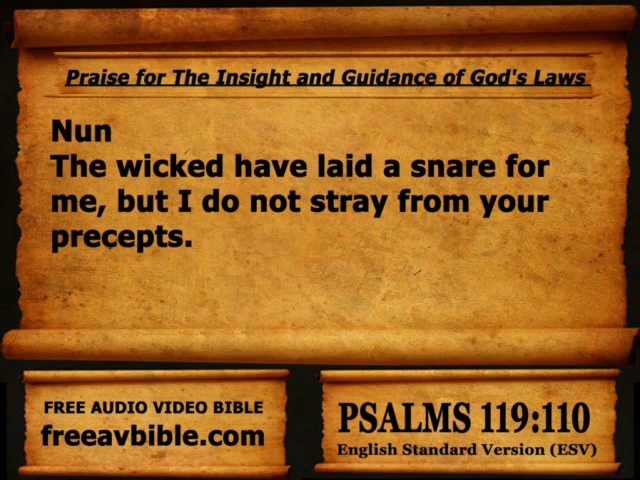 Praise for The Insight and Guidance of God's Laws
Nun
The wicked have laid a snare for
me, but I do not stray from your
precepts.
FREE AUDIO VIDEO BIBLE
freeavbible.com
PSALMS 119:110
English Standard Version (ESV)